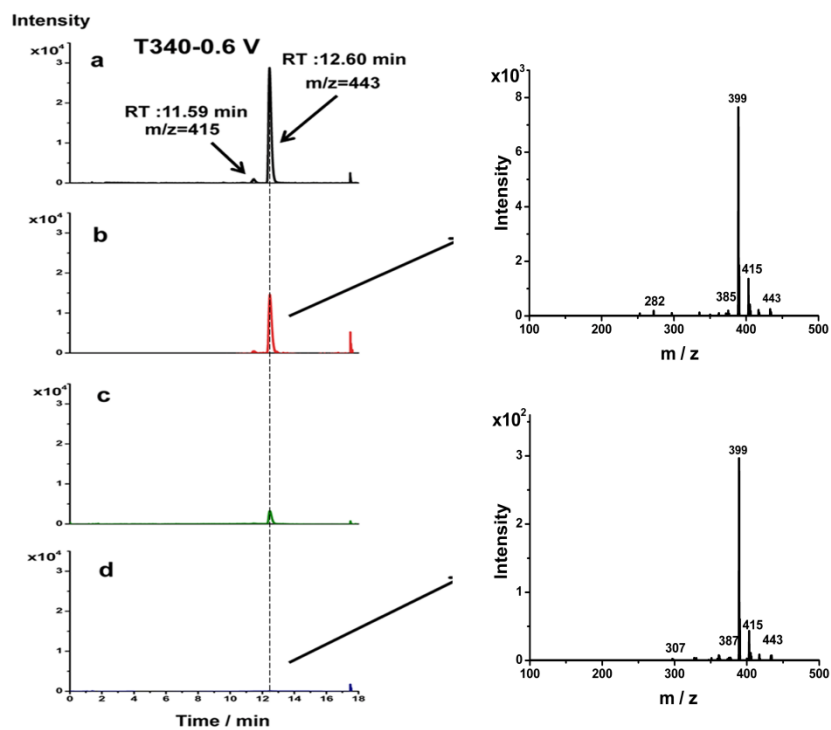 Intensity
T340-0.6 V
x10⁴
a
RT :12.60 min
m/z=443
RT :11.59 min
m/z=415
3
2
1
0
x10⁴
b
3
2
1
0
x10⁴
c
3
2
1
0
x10⁴
d
3
2
1
0
0 2 4 6 8 10 12 14 16 18
Time / min
x10³
8
6
4
2
0
Intensity
399
415
385
443
282
100 200 300 400 500
m / z
x10²
3
2
1
0
Intensity
399
415
387
443
307
100 200 300 400 500
m / z